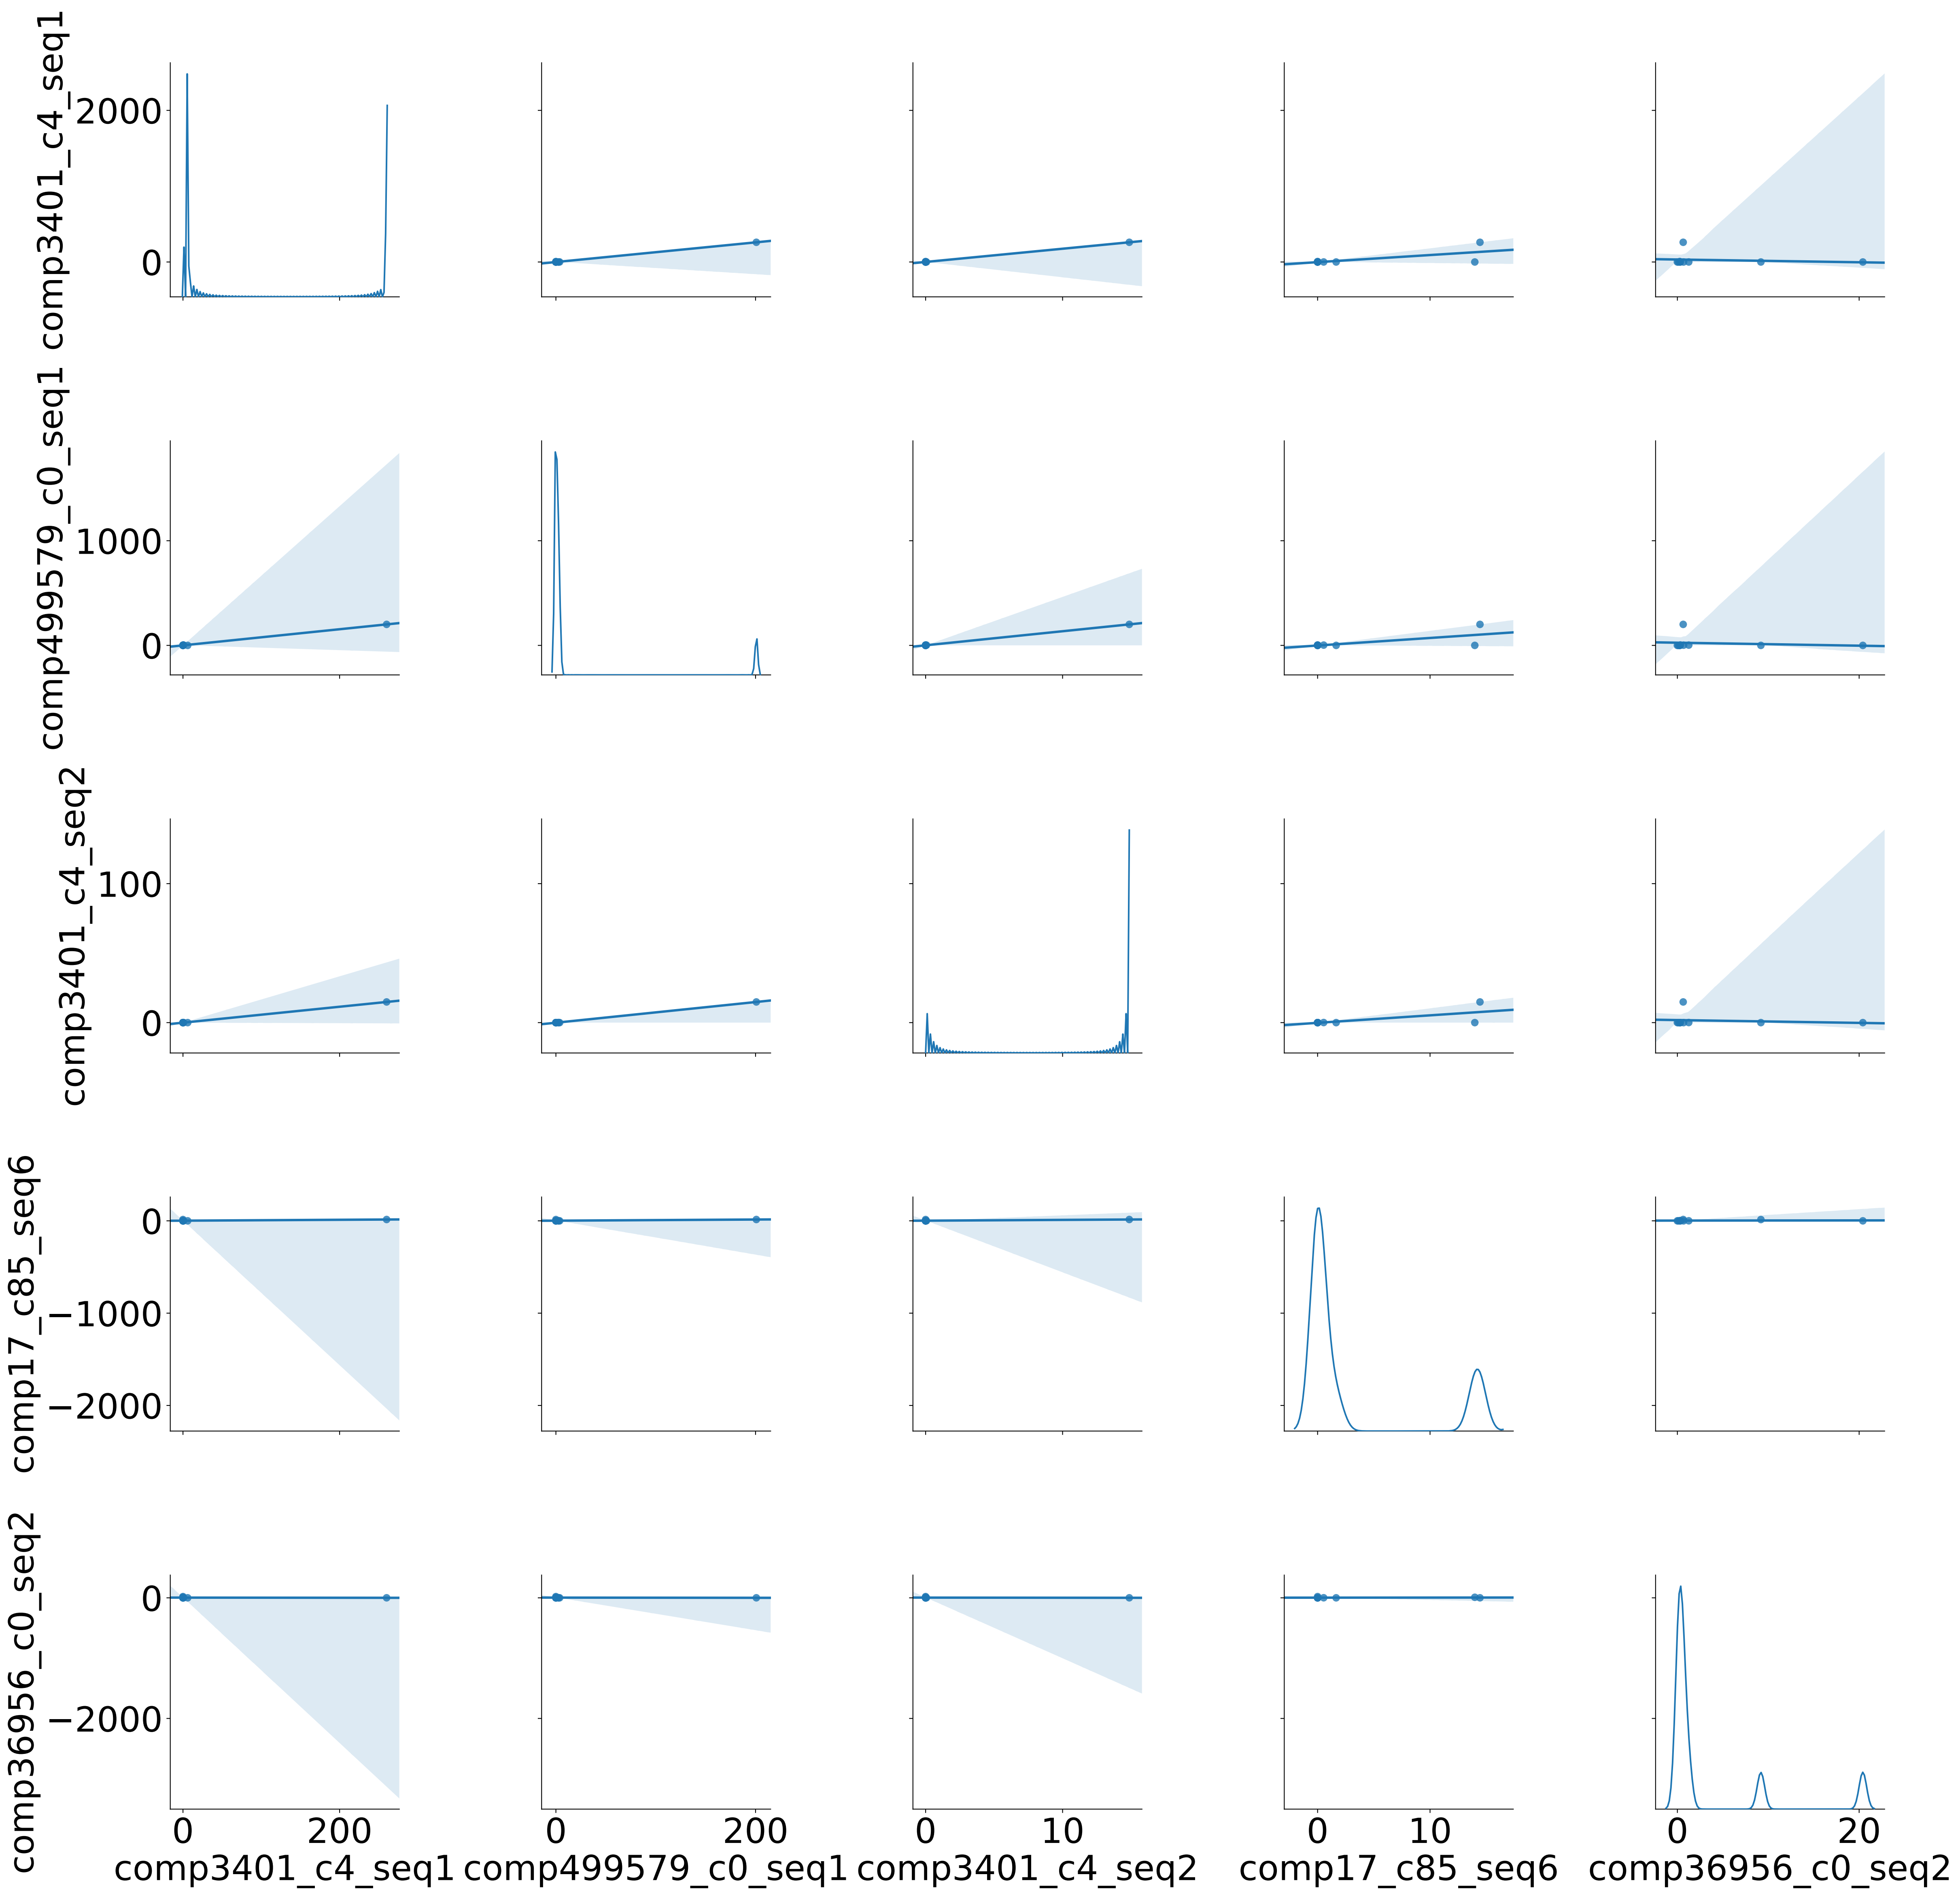 comp3401_c4_seq1
2000
0
comp499579_c0_seq1
1000
0
comp3401_c4_seq2
100
0
comp17_c85_seq6
0
−1000
−2000
comp36956_c0_seq2
0
−2000
0 200 0 200 0 10 0 10 0 20
comp3401_c4_seq1 comp499579_c0_seq1 comp3401_c4_seq2 comp17_c85_seq6 comp36956_c0_seq2